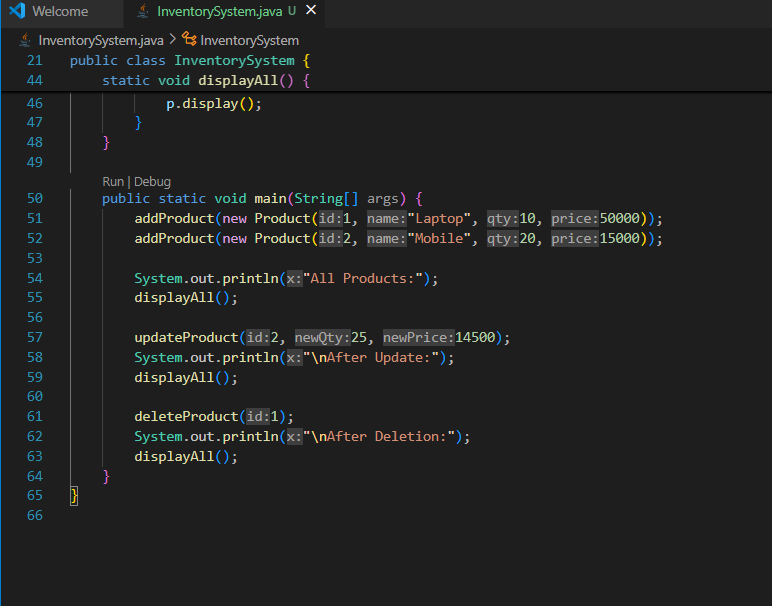 Welcome InventorySystem.java U ×
InventorySystem.java > InventorySystem
21 public class InventorySystem {
44     static void displayAll() {
46             p.display();
47         }
48     }
49
Run | Debug
50     public static void main(String[] args) {
51         addProduct(new Product(id:1, name:"Laptop", qty:10, price:50000));
52         addProduct(new Product(id:2, name:"Mobile", qty:20, price:15000));
53
54         System.out.println(x:"All Products:");
55         displayAll();
56
57         updateProduct(id:2, newQty:25, newPrice:14500);
58         System.out.println(x:"\nAfter Update:");
59         displayAll();
60
61         deleteProduct(id:1);
62         System.out.println(x:"\nAfter Deletion:");
63         displayAll();
64     }
65 }
66